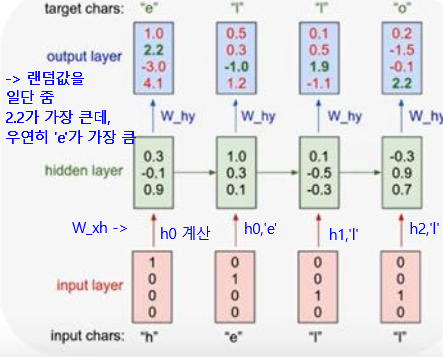 target chars: "e" "l" "l" "o"
output layer
1.0 0.5 0.1 0.2
2.2 0.3 0.5 -1.5
-3.0 -1.0 1.9 -0.1
4.1 1.2 -1.1 2.2
-> 랜덤값을
일단 줌
2.2가 가장 큰데,
우연히 'e'가 가장 큼
W_hy W_hy W_hy W_hy
hidden layer
0.3 1.0 0.1 -0.3
-0.1 0.3 -0.5 0.9
0.9 0.1 -0.3 0.7
W_xh -> h0 계산 h0,'e' h1,'l' h2,'l'
input layer
1 0 0 0
0 1 0 0
0 0 1 1
0 0 0 0
input chars: "h" "e" "l" "l"